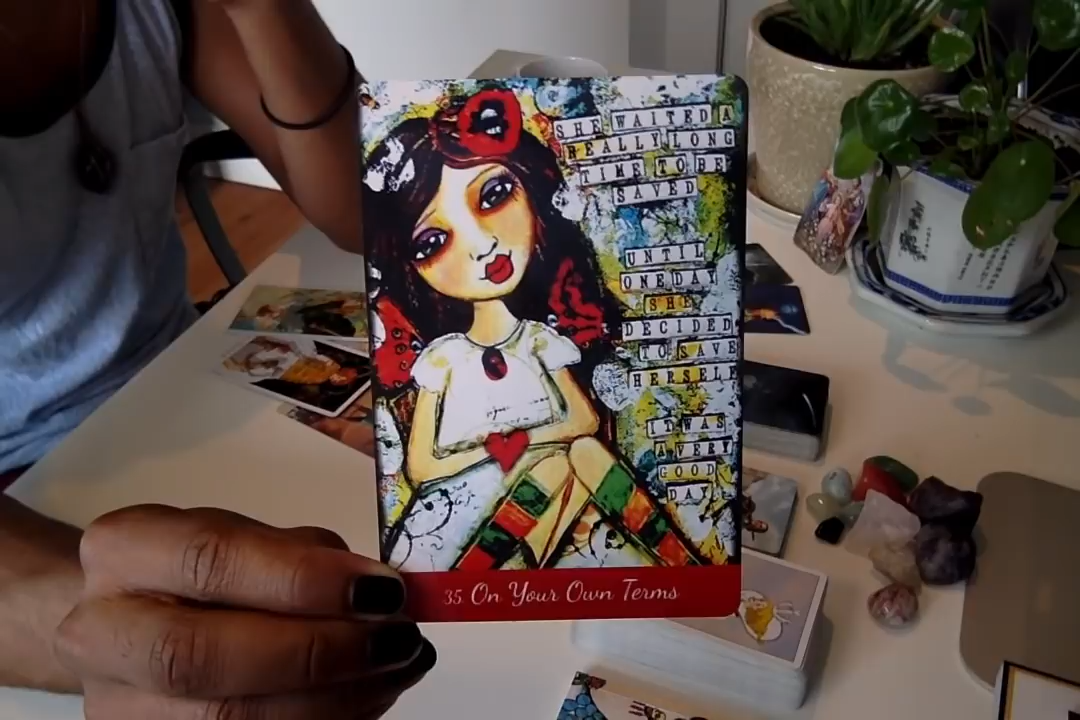 SHE WAITED A
REALLY LONG
TIME TO BE
SAVED
UNTIL
ONE DAY
SHE
DECIDED
TO SAVE
HERSELF
IT WAS
A VERY
GOOD
DAY.
35 On Your Own Terms